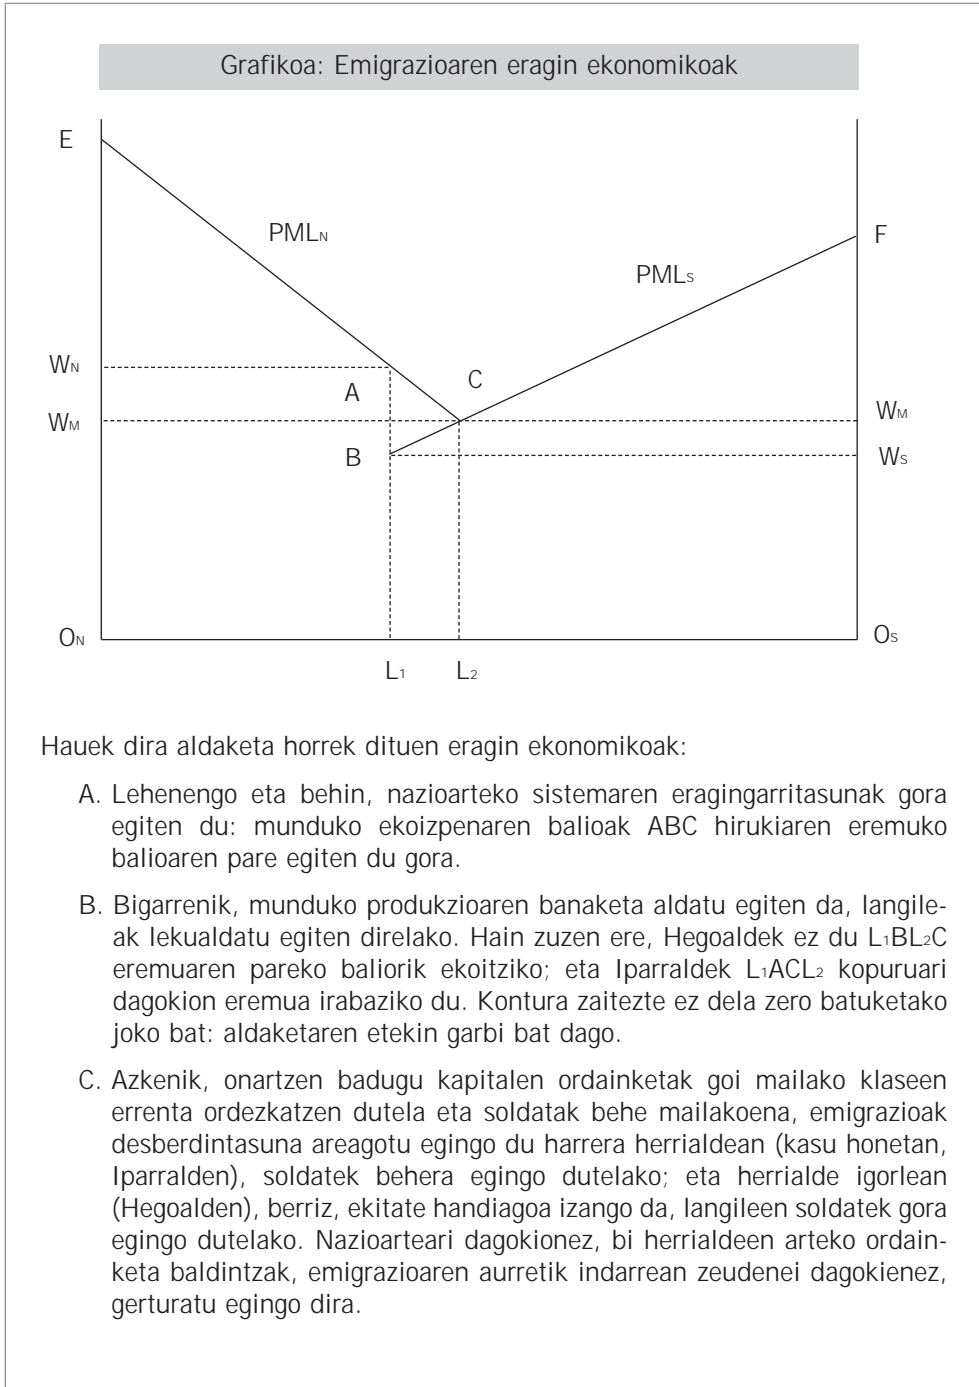 Grafikoa: Emigrazioaren eragin ekonomikoak
E
PMLN
F
PMLS
WN
A
C
WM
WM
B
WS
ON
OS
L1
L2
Hauek dira aldaketa horrek dituen eragin ekonomikoak:
A. Lehenengo eta behin, nazioarteko sistemaren eragingarritasunak gora
egiten du: munduko ekoizpenaren balioak ABC hirukiaren eremuko
balioaren pare egiten du gora.
B. Bigarrenik, munduko produkzioaren banaketa aldatu egiten da, langile-
ak lekualdatu egiten direlako. Hain zuzen ere, Hegoaldek ez du L1BL2C
eremuaren pareko baliorik ekoitziko; eta Iparraldek L1ACL2 kopuruari
dagokion eremua irabaziko du. Kontura zaitezte ez dela zero batuketako
joko bat: aldaketaren etekin garbi bat dago.
C. Azkenik, onartzen badugu kapitalen ordainketak goi mailako klaseen
errenta ordezkatzen dutela eta soldatak behe mailakoena, emigrazioak
desberdintasuna areagotu egingo du harrera herrialdean (kasu honetan,
Iparralden), soldatek behera egingo dutelako; eta herrialde igorlean
(Hegoalden), berriz, ekitate handiagoa izango da, langileen soldatek gora
egingo dutelako. Nazioarteari dagokionez, bi herrialdeen arteko ordain-
keta baldintzak, emigrazioaren aurretik indarrean zeudenei dagokienez,
gerturatu egingo dira.